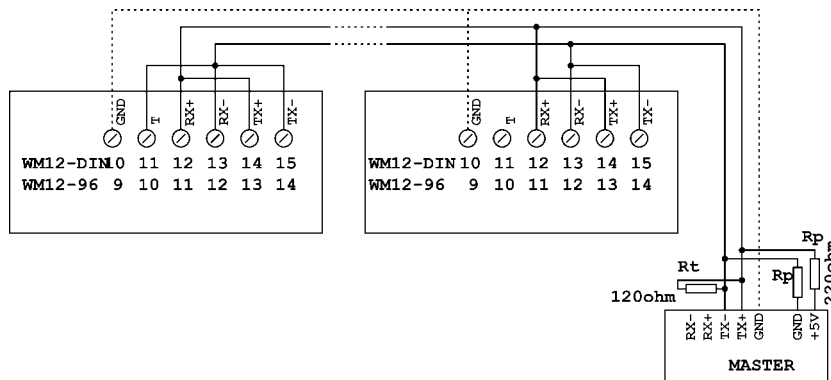 GND T RX+ RX- TX+ TX-
WM12-DIN 10 11 12 13 14 15
WM12-96 9 10 11 12 13 14
GND T RX+ RX- TX+ TX-
WM12-DIN 10 11 12 13 14 15
WM12-96 9 10 11 12 13 14
Rp
220ohm
Rp
Rt
120ohm
RX- RX+ TX- TX+ GND GND +5V
MASTER